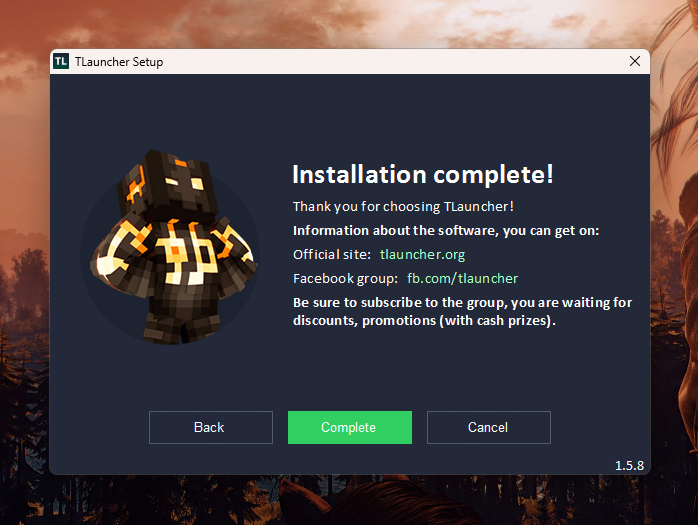 TL TLauncher Setup
Installation complete!
Thank you for choosing TLauncher!
Information about the software, you can get on:
Official site: tlauncher.org
Facebook group: fb.com/tlauncher
Be sure to subscribe to the group, you are waiting for
discounts, promotions (with cash prizes).
Back Complete Cancel
1.5.8